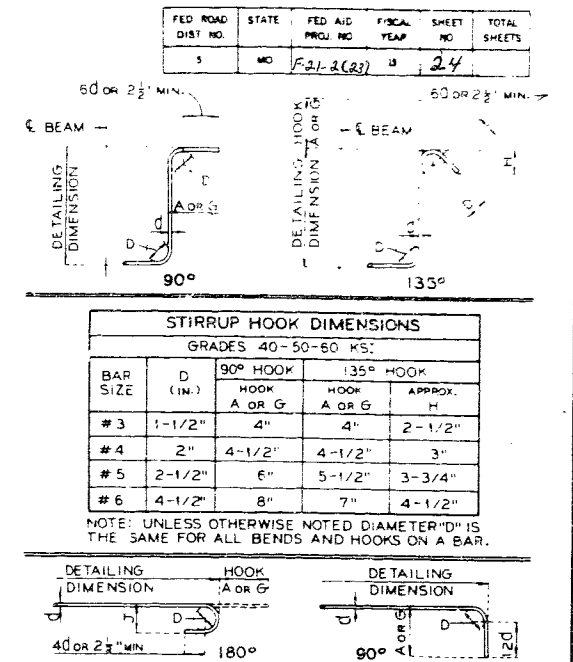 FED ROAD DIST NO. STATE FED AID PROJ. NO FISCAL YEAR SHEET NO TOTAL SHEETS
5 MO F-21-2(23) 19 24
6d OR 2½" MIN. 6d OR 2½" MIN.
℄ BEAM ℄ BEAM
DETAILING DIMENSION
D
A OR G
d
D
90°
DETAILING DIMENSION
HOOK A OR G
H
D
d
D
135°
STIRRUP HOOK DIMENSIONS
GRADES 40-50-60 KSI
BAR SIZE D (IN.) 90° HOOK 135° HOOK
HOOK A OR G HOOK A OR G APPROX. H
#3 1-1/2" 4" 4" 2-1/2"
#4 2" 4-1/2" 4-1/2" 3"
#5 2-1/2" 6" 5-1/2" 3-3/4"
#6 4-1/2" 8" 7" 4-1/2"
NOTE: UNLESS OTHERWISE NOTED DIAMETER "D" IS
THE SAME FOR ALL BENDS AND HOOKS ON A BAR.
DETAILING HOOK
DIMENSION A OR G
d J D
4d OR 2½" MIN
180°
DETAILING
DIMENSION
d A OR G D 12d
90°